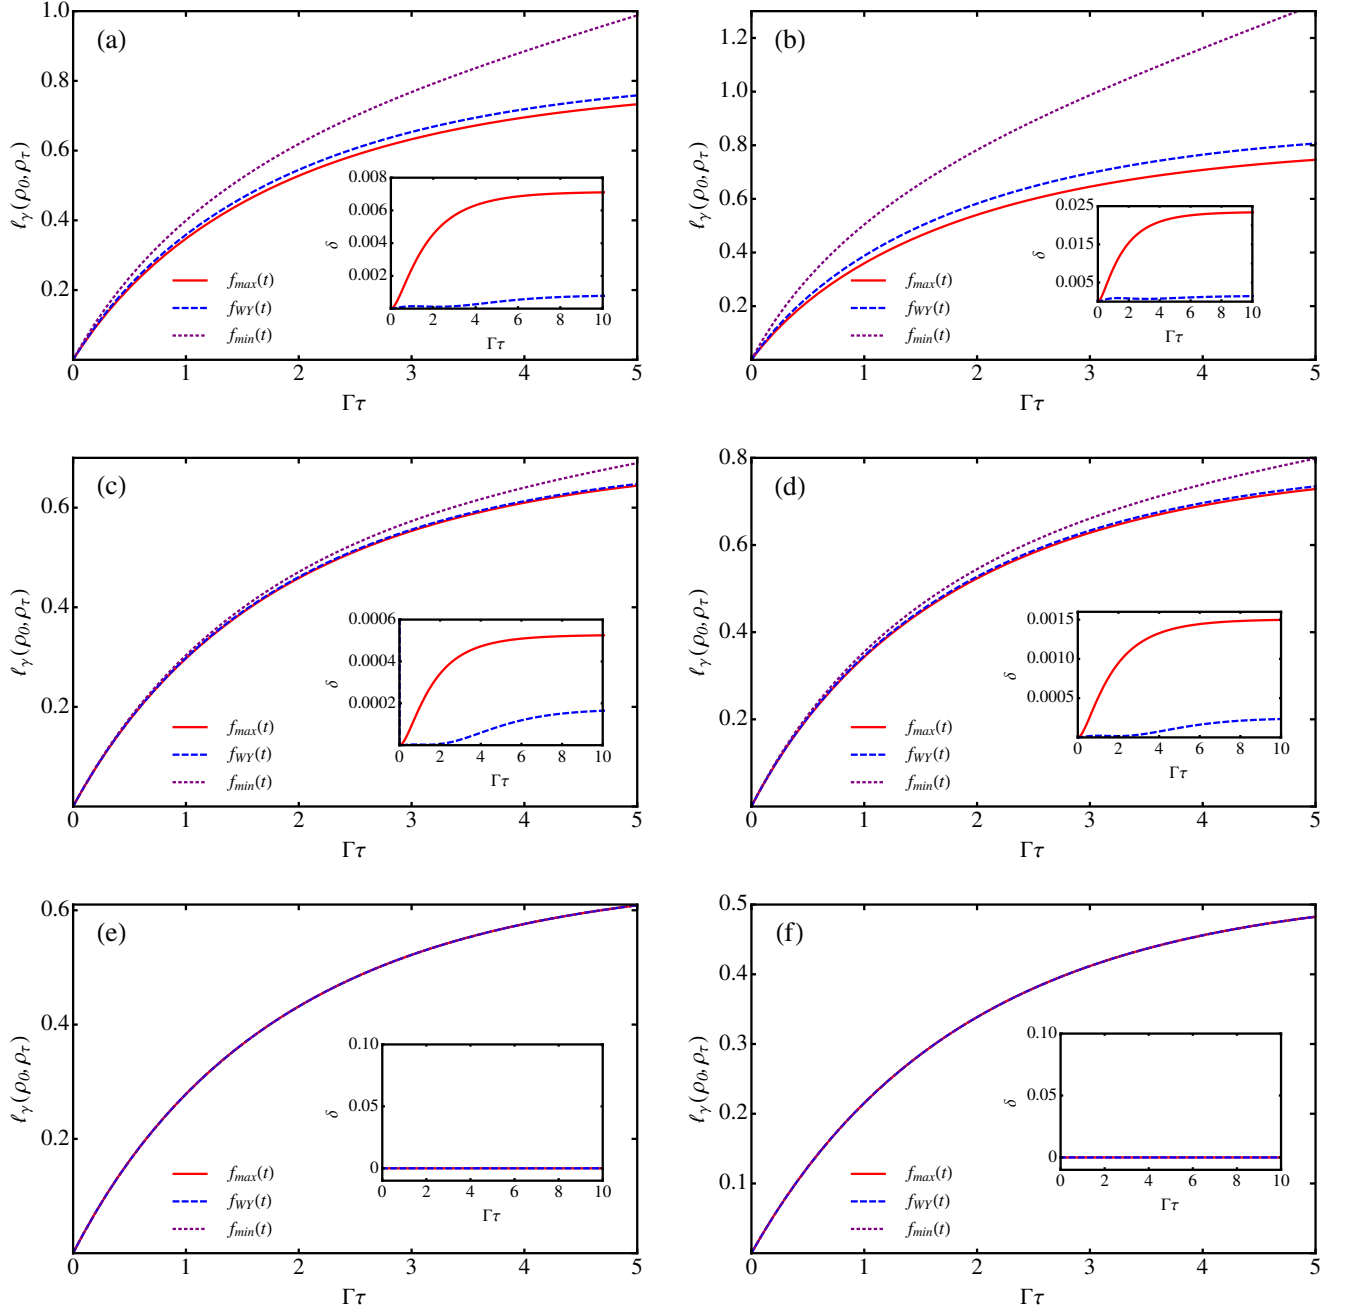 (a)
1.0
0.8
0.6
0.4
0.2
ℓγ(ρ0, ρτ)
0 1 2 3 4 5
Γτ
fmax(t)
fWY(t)
fmin(t)
0.008
0.006
0.004
0.002
δ
0 2 4 6 8 10
Γτ
(b)
1.2
1.0
0.8
0.6
0.4
0.2
ℓγ(ρ0, ρτ)
0 1 2 3 4 5
Γτ
fmax(t)
fWY(t)
fmin(t)
0.025
0.015
0.005
δ
0 2 4 6 8 10
Γτ
(c)
0.6
0.4
0.2
ℓγ(ρ0, ρτ)
0 1 2 3 4 5
Γτ
fmax(t)
fWY(t)
fmin(t)
0.0006
0.0004
0.0002
δ
0 2 4 6 8 10
Γτ
(d)
0.8
0.6
0.4
0.2
ℓγ(ρ0, ρτ)
0 1 2 3 4 5
Γτ
fmax(t)
fWY(t)
fmin(t)
0.0015
0.0010
0.0005
δ
0 2 4 6 8 10
Γτ
(e)
0.6
0.4
0.2
ℓγ(ρ0, ρτ)
0 1 2 3 4 5
Γτ
fmax(t)
fWY(t)
fmin(t)
0.10
0.05
0
δ
0 2 4 6 8 10
Γτ
(f)
0.5
0.4
0.3
0.2
0.1
ℓγ(ρ0, ρτ)
0 1 2 3 4 5
Γτ
fmax(t)
fWY(t)
fmin(t)
0.10
0.05
0
δ
0 2 4 6 8 10
Γτ